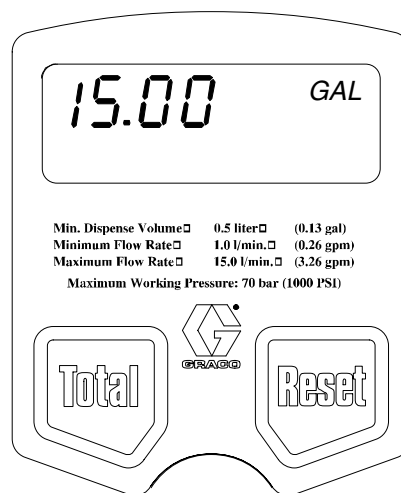 15.00 GAL
Min. Dispense Volume□ 0.5 liter□ (0.13 gal)
Minimum Flow Rate□ 1.0 l/min.□ (0.26 gpm)
Maximum Flow Rate□ 15.0 l/min.□ (3.26 gpm)
Maximum Working Pressure: 70 bar (1000 PSI)
G
GRACO
Total Reset